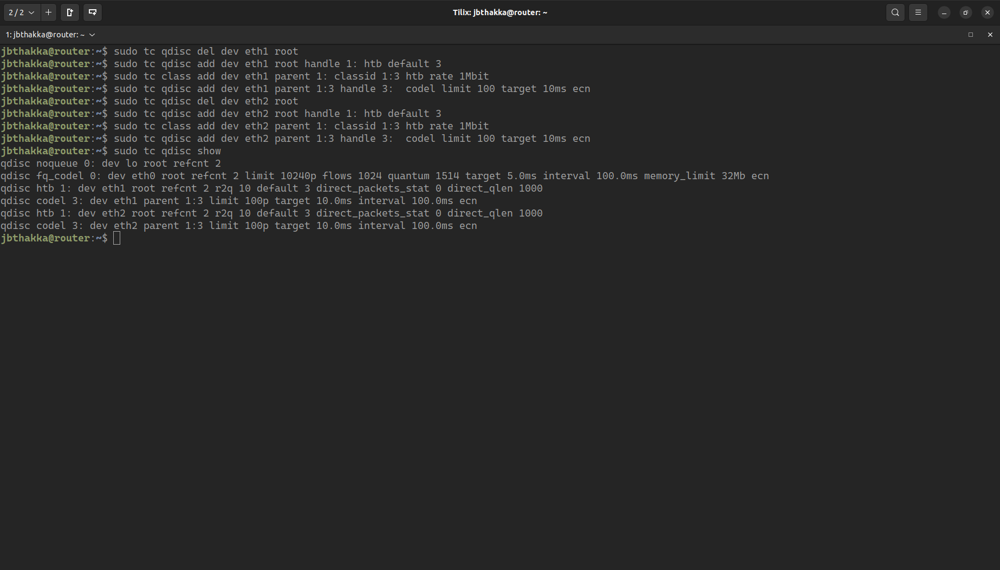 2 / 2
Tilix: jbthakka@router: ~
1: jbthakka@router: ~
jbthakka@router:~$ sudo tc qdisc del dev eth1 root
jbthakka@router:~$ sudo tc qdisc add dev eth1 root handle 1: htb default 3
jbthakka@router:~$ sudo tc class add dev eth1 parent 1: classid 1:3 htb rate 1Mbit
jbthakka@router:~$ sudo tc qdisc add dev eth1 parent 1:3 handle 3:  codel limit 100 target 10ms ecn
jbthakka@router:~$ sudo tc qdisc del dev eth2 root
jbthakka@router:~$ sudo tc qdisc add dev eth2 root handle 1: htb default 3
jbthakka@router:~$ sudo tc class add dev eth2 parent 1: classid 1:3 htb rate 1Mbit
jbthakka@router:~$ sudo tc qdisc add dev eth2 parent 1:3 handle 3:  codel limit 100 target 10ms ecn
jbthakka@router:~$ sudo tc qdisc show
qdisc noqueue 0: dev lo root refcnt 2
qdisc fq_codel 0: dev eth0 root refcnt 2 limit 10240p flows 1024 quantum 1514 target 5.0ms interval 100.0ms memory_limit 32Mb ecn
qdisc htb 1: dev eth1 root refcnt 2 r2q 10 default 3 direct_packets_stat 0 direct_qlen 1000
qdisc codel 3: dev eth1 parent 1:3 limit 100p target 10.0ms interval 100.0ms ecn
qdisc htb 1: dev eth2 root refcnt 2 r2q 10 default 3 direct_packets_stat 0 direct_qlen 1000
qdisc codel 3: dev eth2 parent 1:3 limit 100p target 10.0ms interval 100.0ms ecn
jbthakka@router:~$